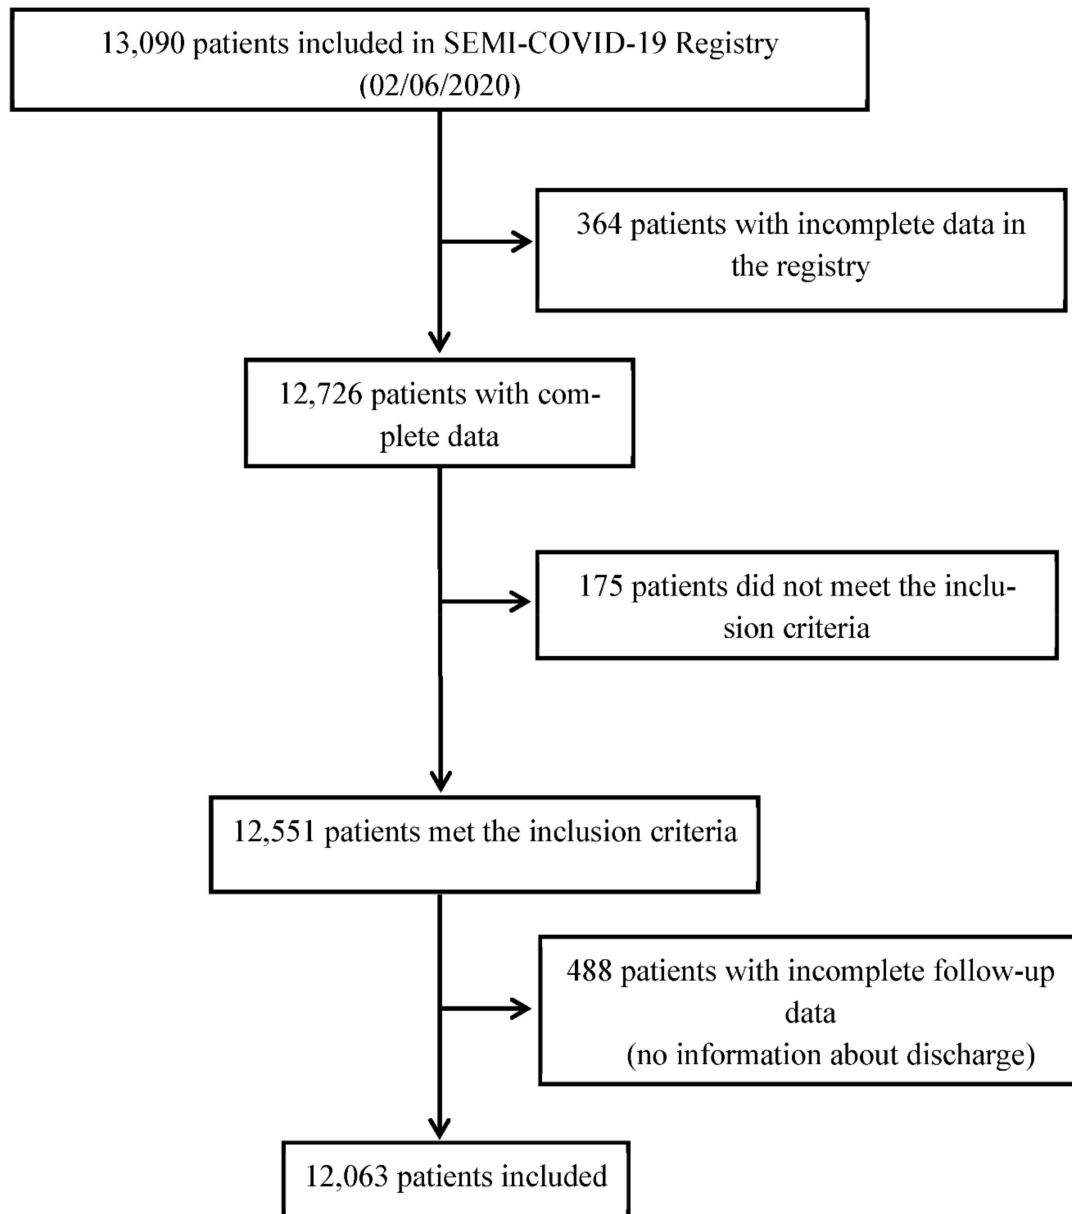 13,090 patients included in SEMI-COVID-19 Registry
(02/06/2020)
364 patients with incomplete data in
the registry
12,726 patients with com-
plete data
175 patients did not meet the inclu-
sion criteria
12,551 patients met the inclusion criteria
488 patients with incomplete follow-up
data
(no information about discharge)
12,063 patients included